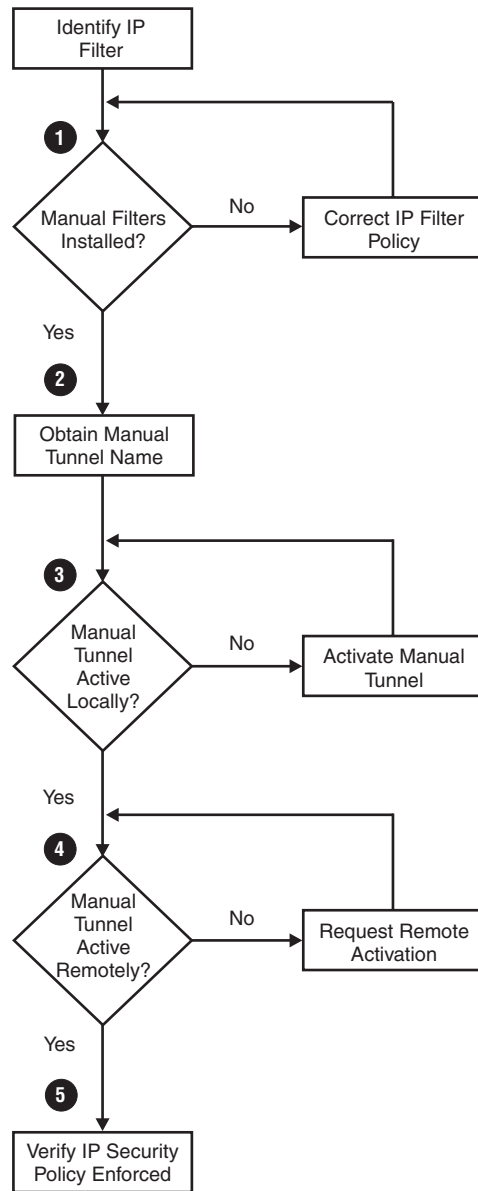 Identify IP
Filter
1
Manual Filters
Installed?
No
Correct IP Filter
Policy
Yes
2
Obtain Manual
Tunnel Name
3
Manual
Tunnel
Active
Locally?
No
Activate Manual
Tunnel
Yes
4
Manual
Tunnel
Active
Remotely?
No
Request Remote
Activation
Yes
5
Verify IP Security
Policy Enforced